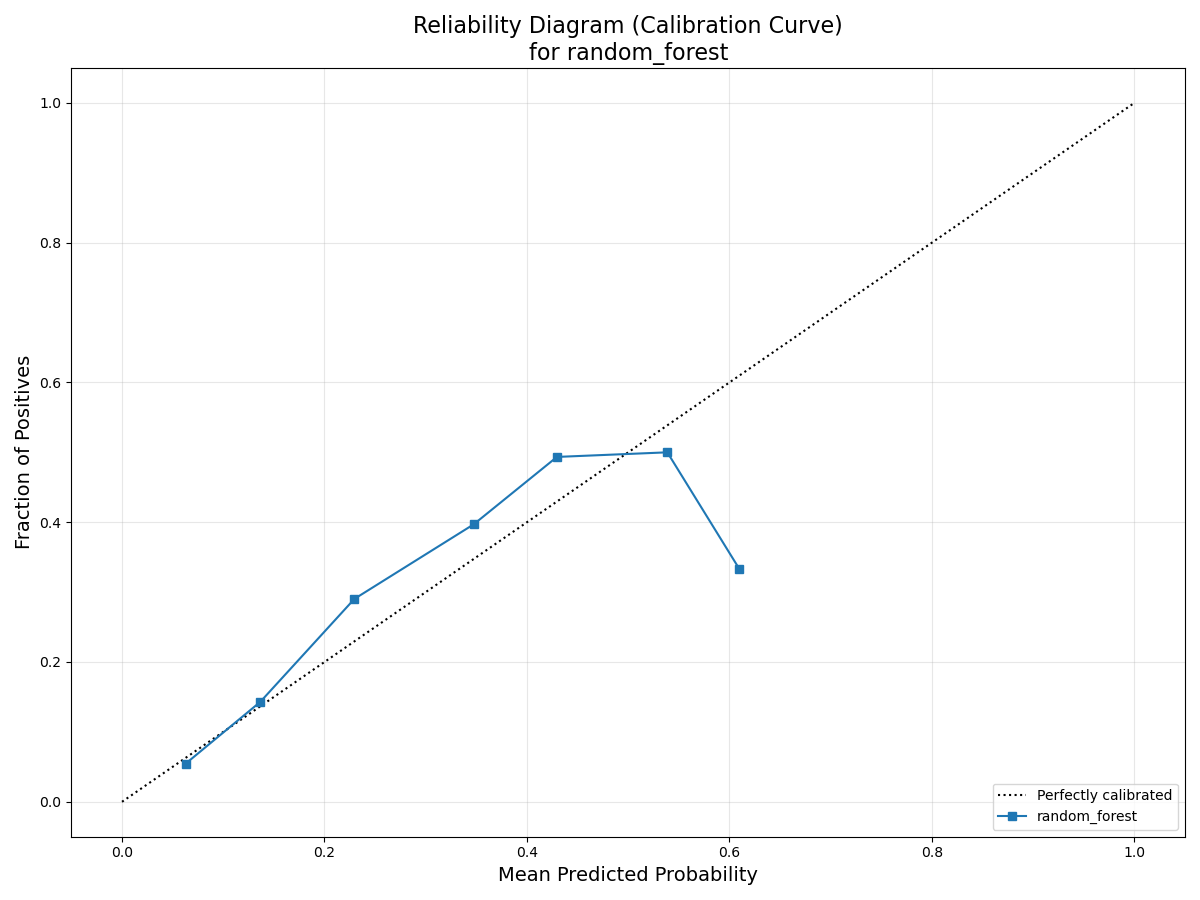 Reliability Diagram (Calibration Curve)
for random_forest
Fraction of Positives
1.0
0.8
0.6
0.4
0.2
0.0
0.0 0.2 0.4 0.6 0.8 1.0
Mean Predicted Probability
Perfectly calibrated
random_forest